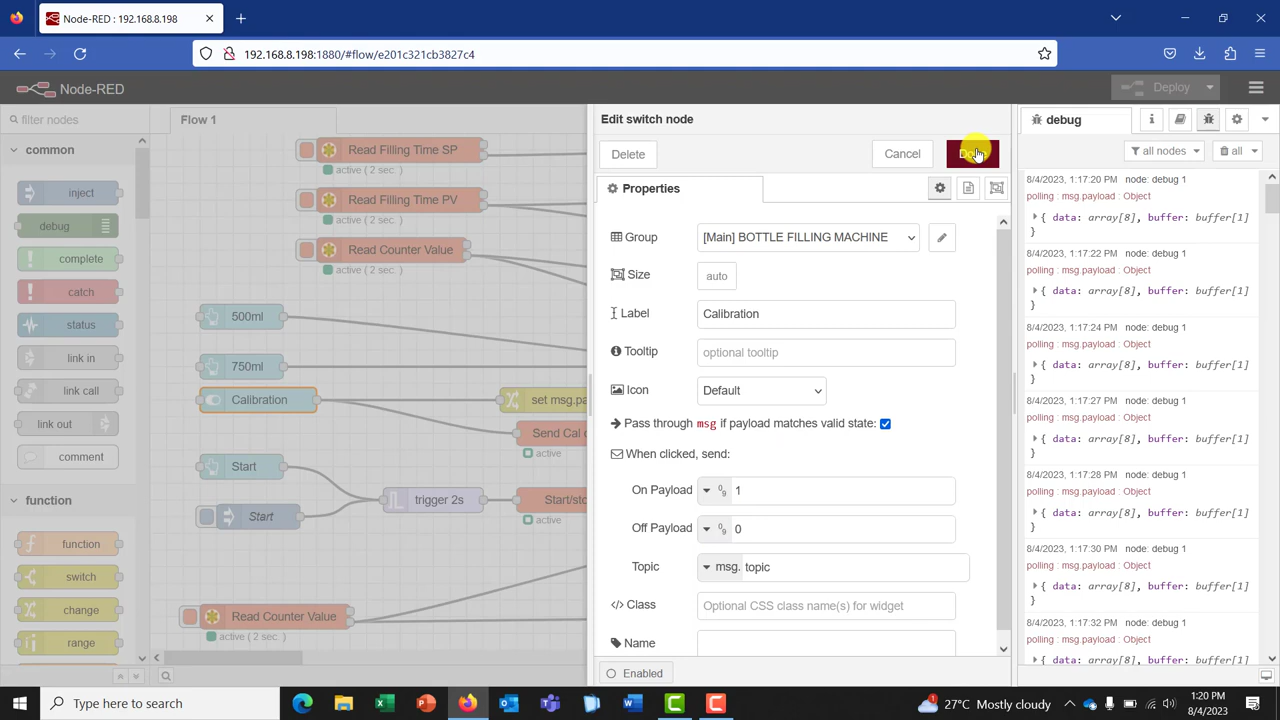 Node-RED : 192.168.8.198
192.168.8.198:1880/#flow/e201c321cb3827c4
Node-RED
Deploy
filter nodes
common
inject
debug
complete
catch
status
link in
link call
link out
comment
function
function
switch
change
range
Flow 1
Read Filling Time SP
active ( 2 sec. )
Read Filling Time PV
active ( 2 sec. )
Read Counter Value
active ( 2 sec. )
500ml
750ml
Calibration
set msg.pa
Send Cal
active
Start
trigger 2s
Start/sto
active
Start
Read Counter Value
active ( 2 sec. )
Edit switch node
Delete
Cancel
Properties
Group
[Main] BOTTLE FILLING MACHINE
Size
auto
Label
Calibration
Tooltip
optional tooltip
Icon
Default
Pass through msg if payload matches valid state:
When clicked, send:
On Payload
1
Off Payload
0
Topic
msg. topic
</> Class
Optional CSS class name(s) for widget
Name
Enabled
debug
all nodes
all
8/4/2023, 1:17:20 PM node: debug 1
polling : msg.payload : Object
{ data: array[8], buffer: buffer[1]
}
8/4/2023, 1:17:22 PM node: debug 1
polling : msg.payload : Object
{ data: array[8], buffer: buffer[1]
}
8/4/2023, 1:17:24 PM node: debug 1
polling : msg.payload : Object
{ data: array[8], buffer: buffer[1]
}
8/4/2023, 1:17:27 PM node: debug 1
polling : msg.payload : Object
{ data: array[8], buffer: buffer[1]
}
8/4/2023, 1:17:28 PM node: debug 1
polling : msg.payload : Object
{ data: array[8], buffer: buffer[1]
}
8/4/2023, 1:17:30 PM node: debug 1
polling : msg.payload : Object
{ data: array[8], buffer: buffer[1]
}
8/4/2023, 1:17:32 PM node: debug 1
polling : msg.payload : Object
{ data: array[8], buffer: buffer[1]
Type here to search
27°C Mostly cloudy
1:20 PM
8/4/2023